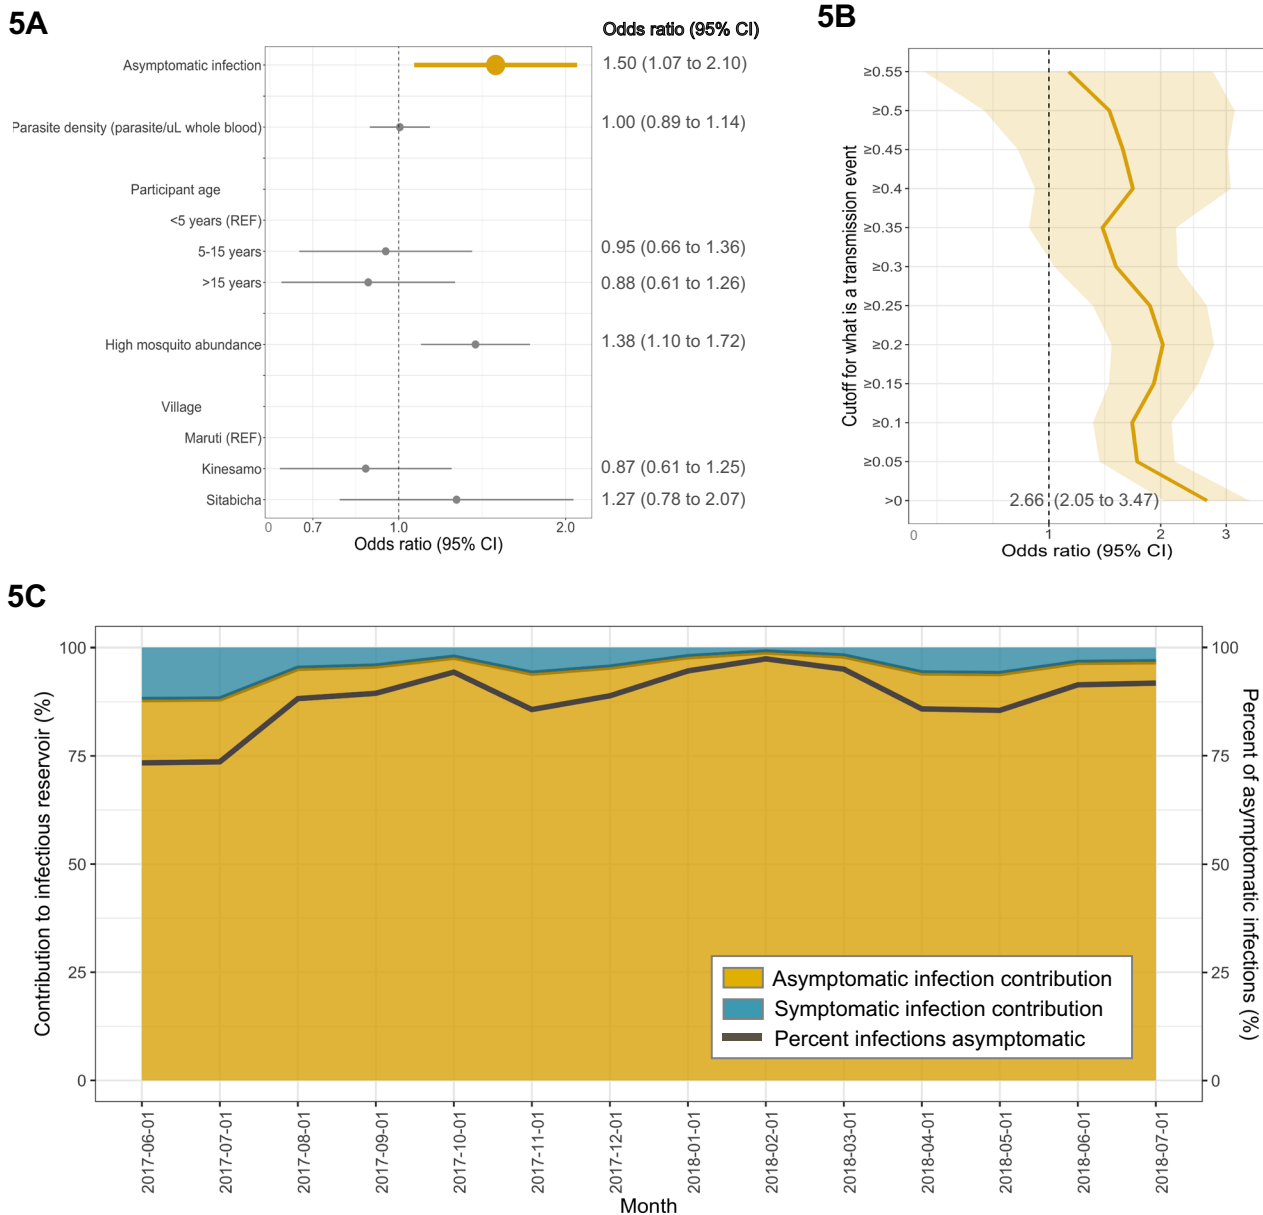 5A
Odds ratio (95% CI)
Asymptomatic infection
1.50 (1.07 to 2.10)
Parasite density (parasite/uL whole blood)
1.00 (0.89 to 1.14)
Participant age
<5 years (REF)
5-15 years
0.95 (0.66 to 1.36)
>15 years
0.88 (0.61 to 1.26)
High mosquito abundance
1.38 (1.10 to 1.72)
Village
Maruti (REF)
Kinesamo
0.87 (0.61 to 1.25)
Sitabicha
1.27 (0.78 to 2.07)
0 0.7 1.0 2.0
Odds ratio (95% CI)
5B
Cutoff for what is a transmission event
≥0.55
≥0.5
≥0.45
≥0.4
≥0.35
≥0.3
≥0.25
≥0.2
≥0.15
≥0.1
≥0.05
>0
2.66 (2.05 to 3.47)
0 1 2 3
Odds ratio (95% CI)
5C
Contribution to infectious reservoir (%)
100
75
50
25
0
Percent of asymptomatic infections (%)
100
75
50
25
0
Asymptomatic infection contribution
Symptomatic infection contribution
Percent infections asymptomatic
2017-06-01
2017-07-01
2017-08-01
2017-09-01
2017-10-01
2017-11-01
2017-12-01
2018-01-01
2018-02-01
2018-03-01
2018-04-01
2018-05-01
2018-06-01
2018-07-01
Month